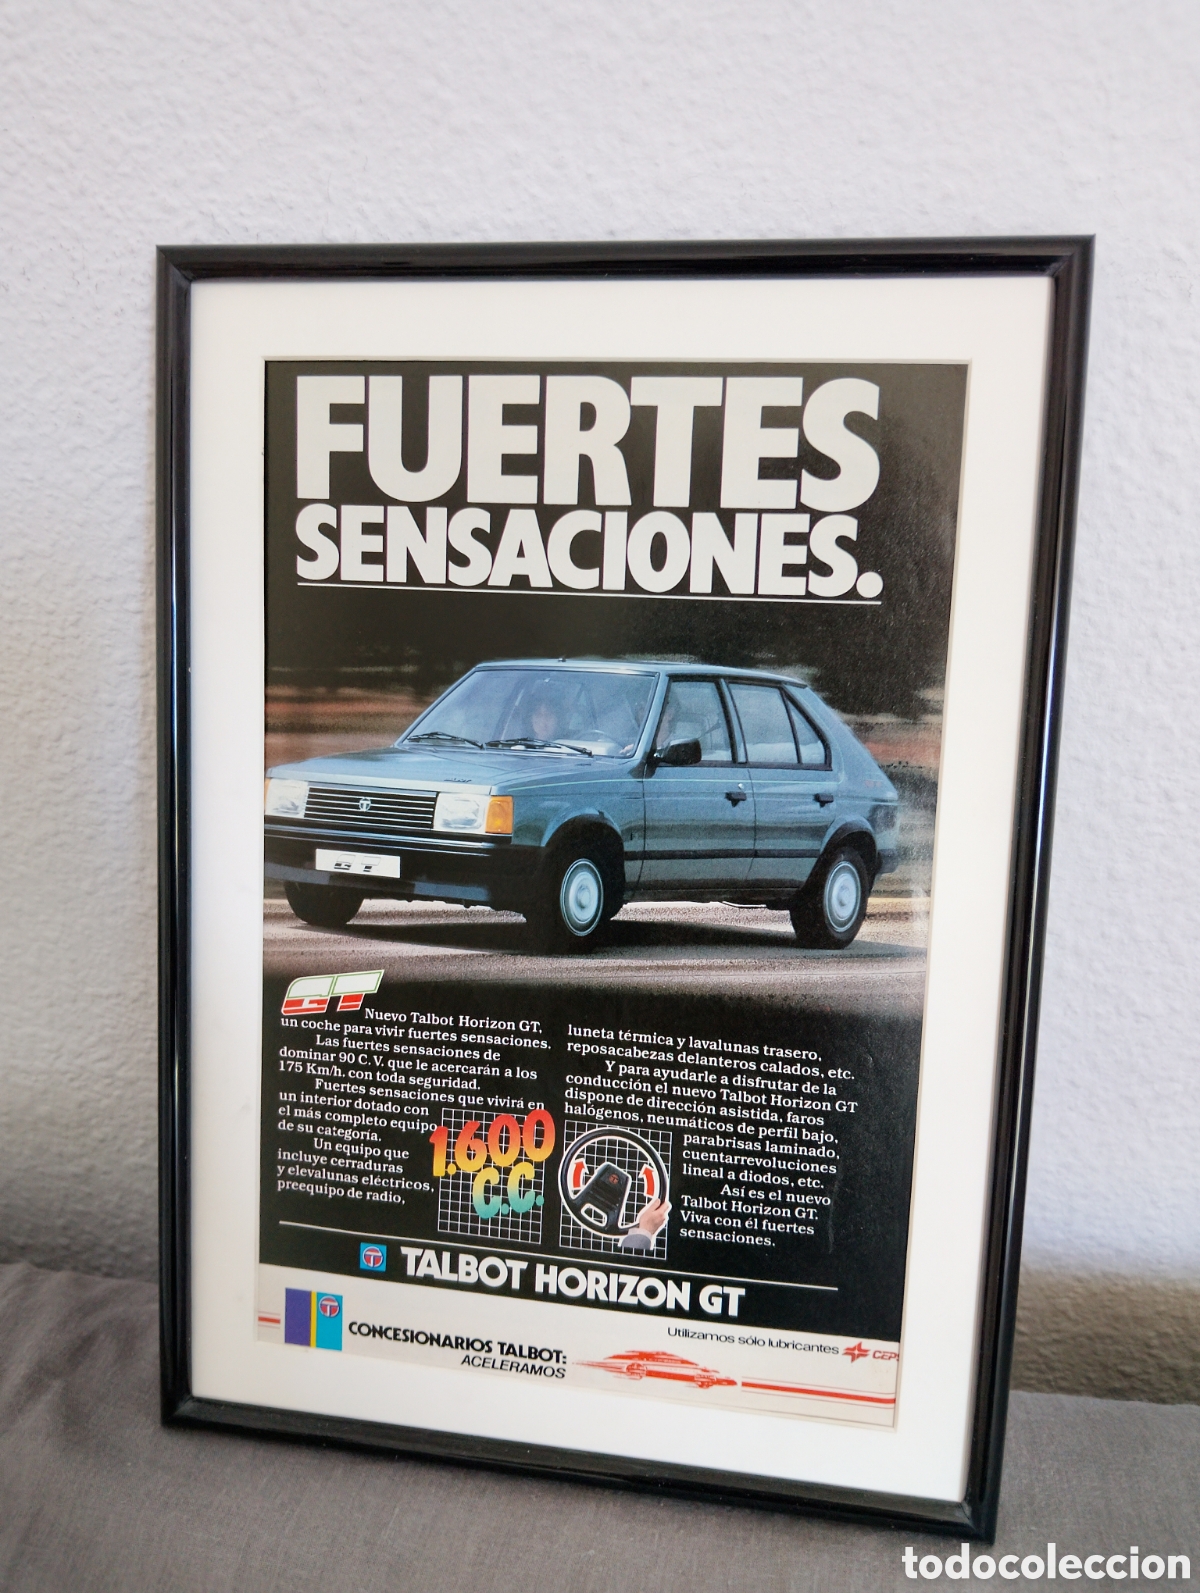 FUERTES
SENSACIONES.
GT
GT
Nuevo Talbot Horizon GT,
un coche para vivir fuertes sensaciones.
Las fuertes sensaciones de
dominar 90 C.V. que le acercarán a los
175 Km/h. con toda seguridad.
Fuertes sensaciones que vivirá en
un interior dotado con
el más completo equipo
de su categoría.
Un equipo que
incluye cerraduras
y elevalunas eléctricos,
preequipo de radio,
1.600
C.C.
luneta térmica y lavalunas trasero,
reposacabezas delanteros calados, etc.
Y para ayudarle a disfrutar de la
conducción el nuevo Talbot Horizon GT
dispone de dirección asistida, faros
halógenos, neumáticos de perfil bajo,
parabrisas laminado,
cuentarrevoluciones
lineal a diodos, etc.
Así es el nuevo
Talbot Horizon GT.
Viva con él fuertes
sensaciones.
T TALBOT HORIZON GT
T
CONCESIONARIOS TALBOT:
ACELERAMOS
Utilizamos sólo lubricantes CEPS
todocoleccion